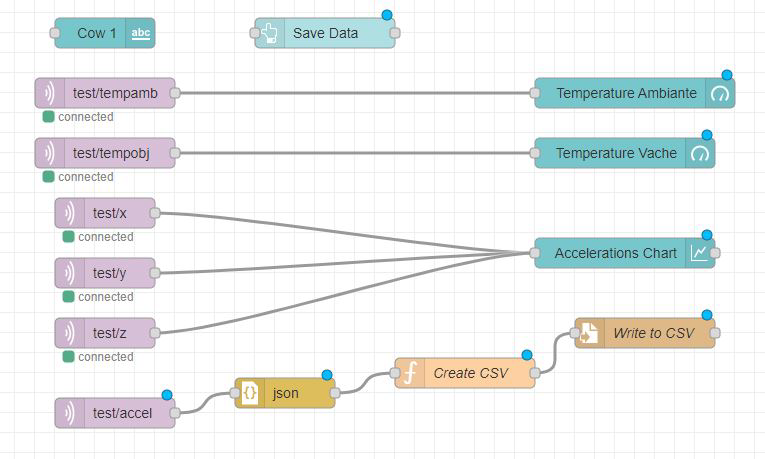 Cow 1 abc
Save Data
test/tempamb
Temperature Ambiante
connected
test/tempobj
Temperature Vache
connected
test/x
connected
Accelerations Chart
test/y
connected
test/z
Write to CSV
connected
Create CSV
json
test/accel